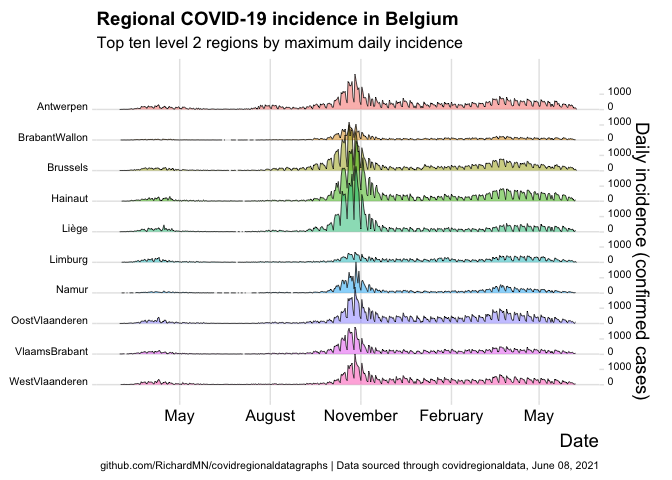 Regional COVID-19 incidence in Belgium
Top ten level 2 regions by maximum daily incidence
Antwerpen
1000
0
BrabantWallon
1000
0
Brussels
1000
0
Hainaut
1000
0
Liège
1000
0
Limburg
1000
0
Namur
1000
0
OostVlaanderen
1000
0
VlaamsBrabant
1000
0
WestVlaanderen
1000
0
Daily incidence (confirmed cases)
May
August
November
February
May
Date
github.com/RichardMN/covidregionaldatagraphs | Data sourced through covidregionaldata, June 08, 2021